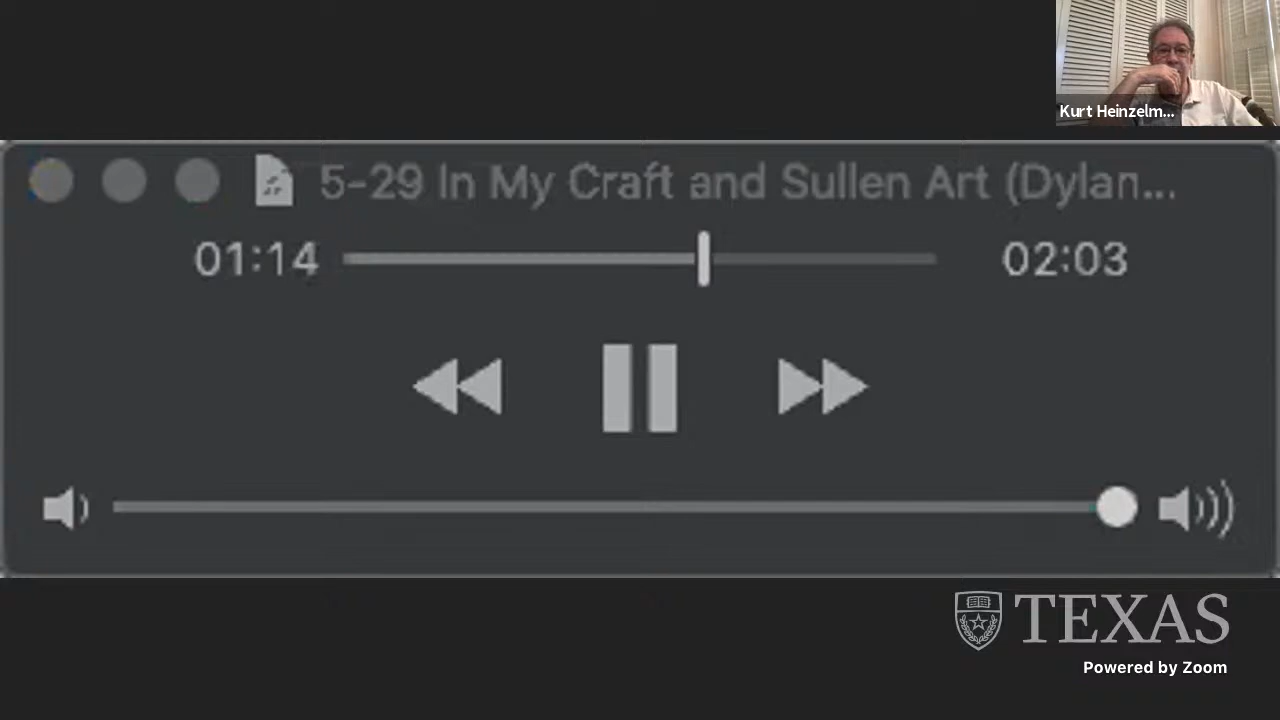 Kurt Heinzelm...
5-29 In My Craft and Sullen Art (Dylan...
01:14
02:03
TEXAS
Powered by Zoom